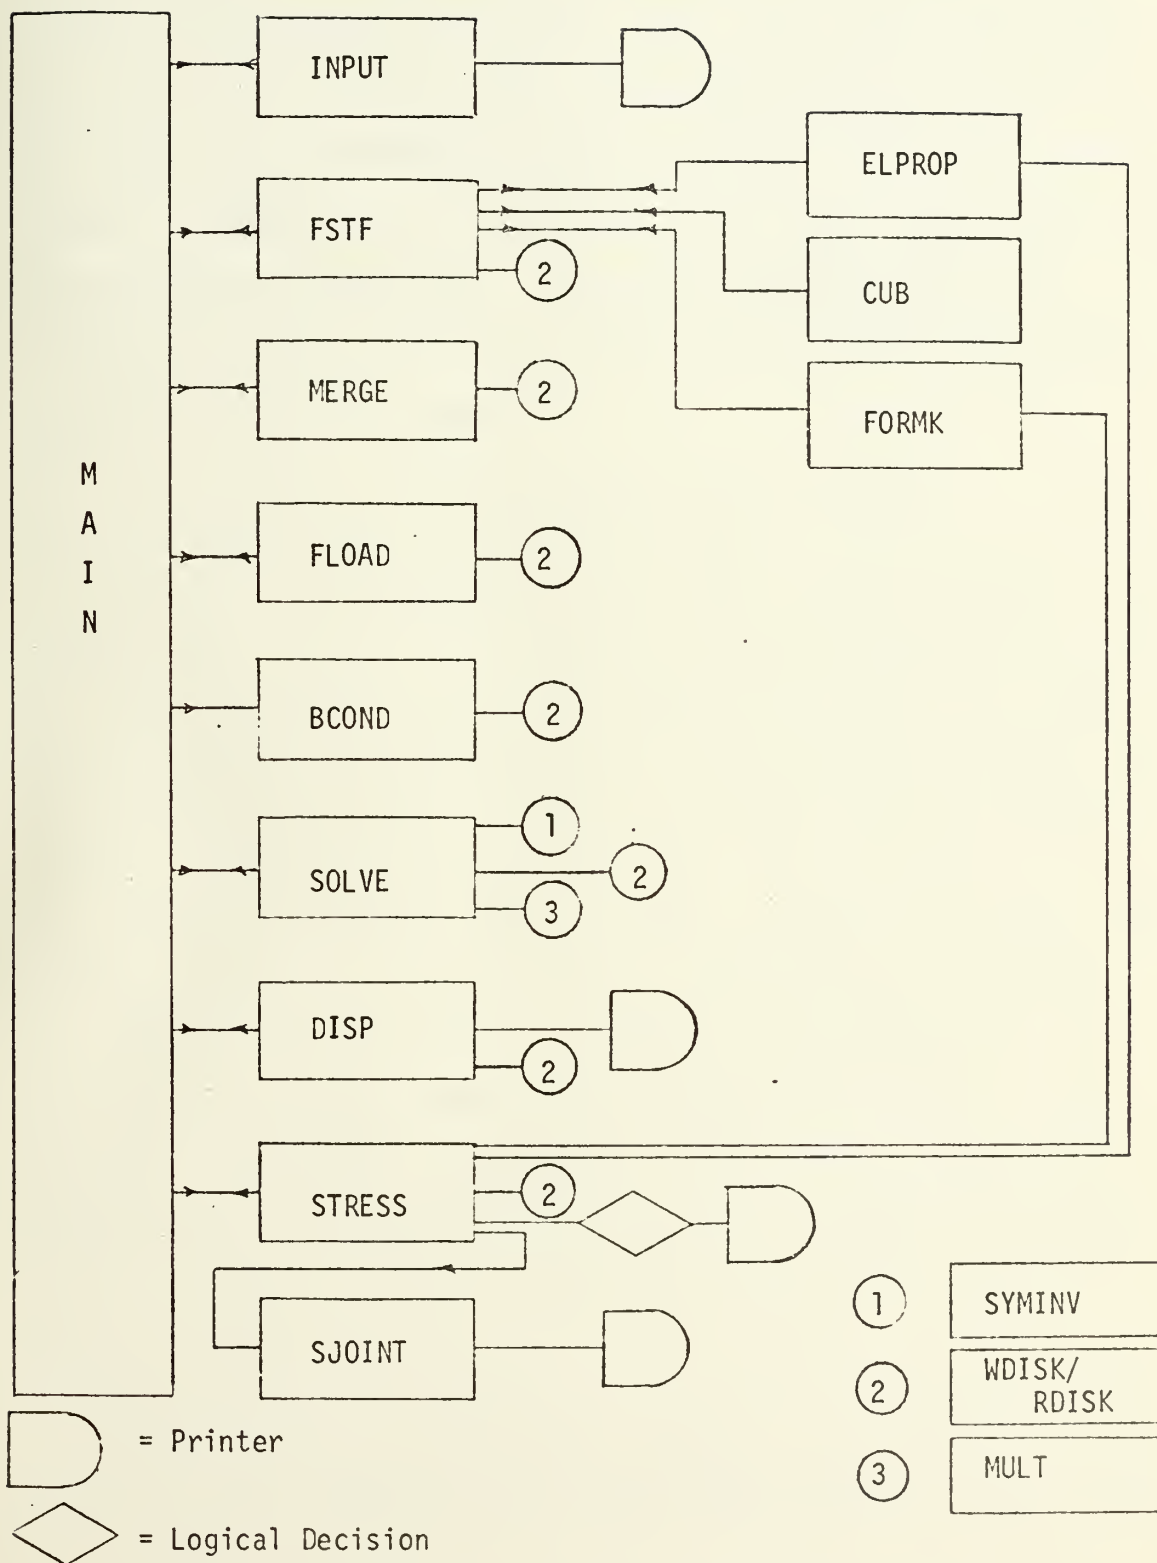 INPUT
ELPROP
FSTF
2
CUB
MERGE
2
FORMK
M
A
I
N
FLOAD
2
BCOND
2
SOLVE
1
2
3
DISP
2
STRESS
2
SJOINT
1 SYMINV
2 WDISK/
RDISK
3 MULT
= Printer
= Logical Decision